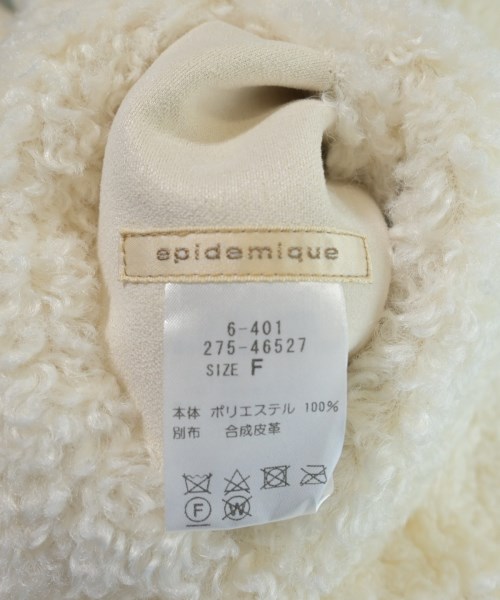 epidemique
6-401
275-46527
SIZE F
本体 ポリエステル 100%
別布 合成皮革
F W